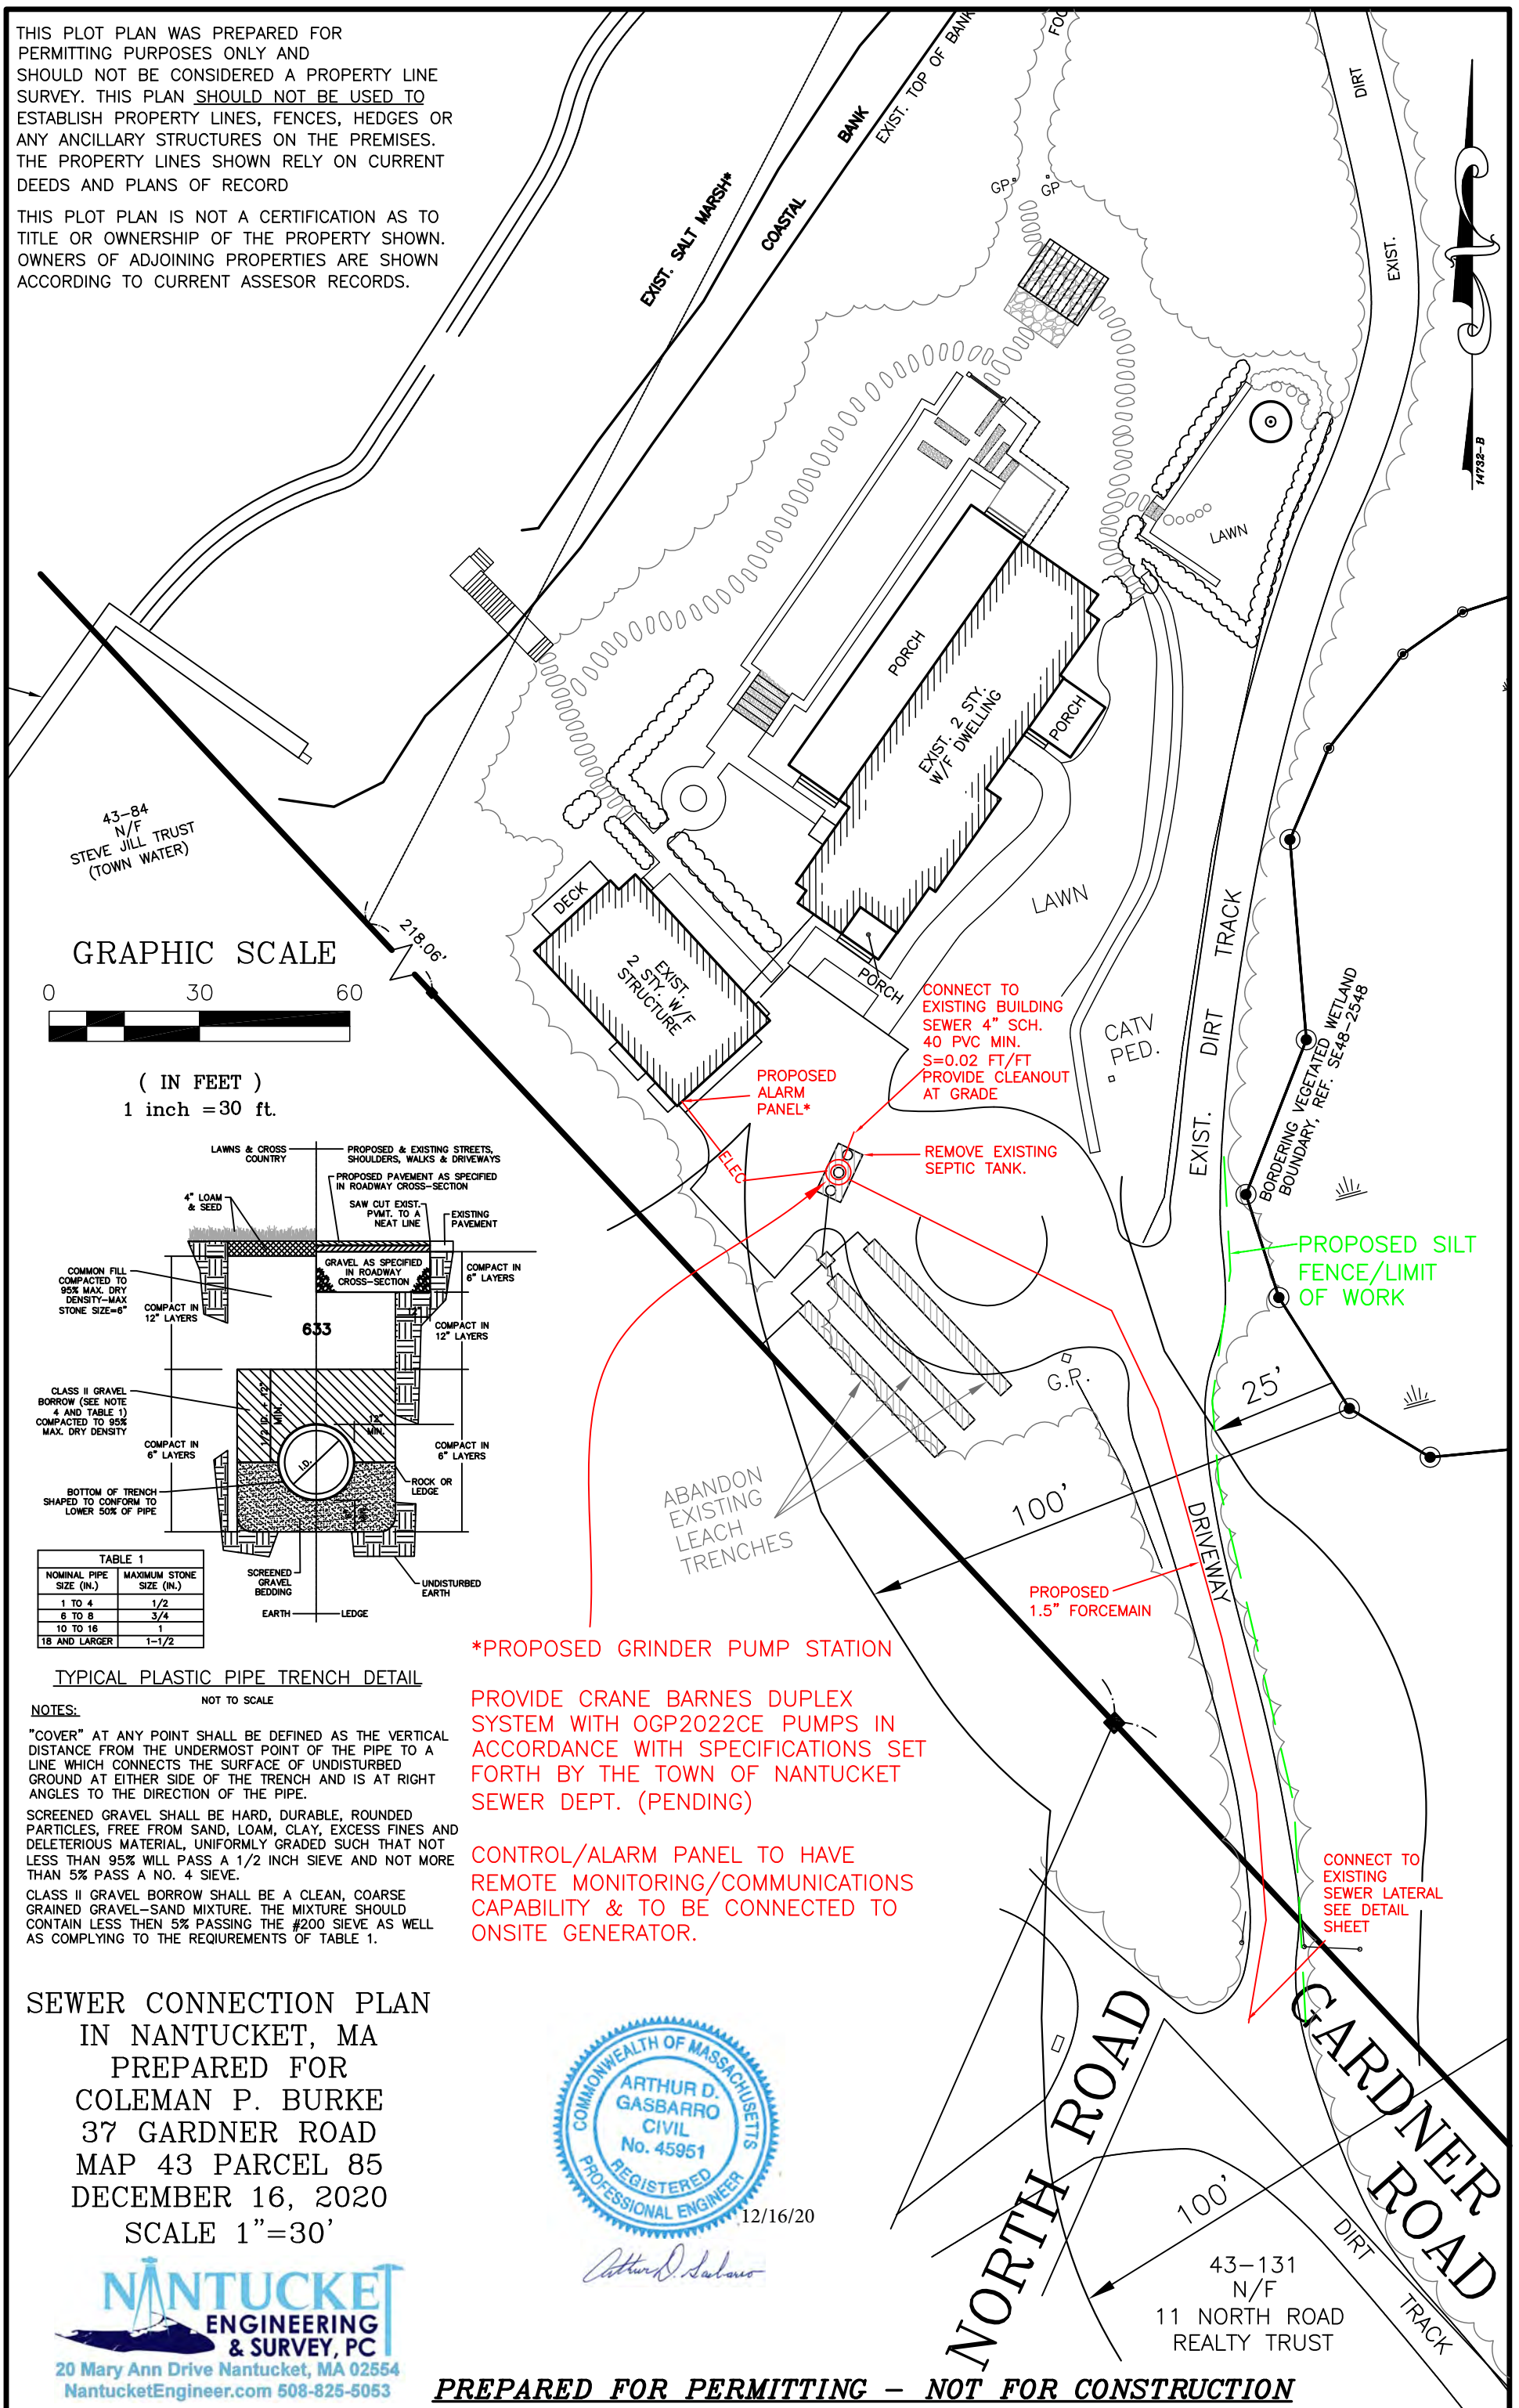 THIS PLOT PLAN WAS PREPARED FOR
PERMITTING PURPOSES ONLY AND
SHOULD NOT BE CONSIDERED A PROPERTY LINE
SURVEY. THIS PLAN SHOULD NOT BE USED TO
ESTABLISH PROPERTY LINES, FENCES, HEDGES OR
ANY ANCILLARY STRUCTURES ON THE PREMISES.
THE PROPERTY LINES SHOWN RELY ON CURRENT
DEEDS AND PLANS OF RECORD
THIS PLOT PLAN IS NOT A CERTIFICATION AS TO
TITLE OR OWNERSHIP OF THE PROPERTY SHOWN.
OWNERS OF ADJOINING PROPERTIES ARE SHOWN
ACCORDING TO CURRENT ASSESOR RECORDS.
EXIST. SALT MARSH*
COASTAL BANK
EXIST. TOP OF BANK
FOO
GP
GP
DIRT
EXIST.
14732-B
LAWN
PORCH
EXIST. 2 STY.
W/F DWELLING
PORCH
PORCH
LAWN
DECK
EXIST.
2 STY. W/F
STRUCTURE
43-84
N/F
STEVE JILL TRUST
(TOWN WATER)
218.06'
GRAPHIC SCALE
0 30 60
( IN FEET )
1 inch =30 ft.
CONNECT TO
EXISTING BUILDING
SEWER 4" SCH.
40 PVC MIN.
S=0.02 FT/FT
PROVIDE CLEANOUT
AT GRADE
PROPOSED
ALARM
PANEL*
ELEC
REMOVE EXISTING
SEPTIC TANK.
CATV
PED.
EXIST. DIRT TRACK
BORDERING VEGETATED WETLAND
BOUNDARY, REF. SE48-2548
PROPOSED SILT
FENCE/LIMIT
OF WORK
25'
100'
G.P.
ABANDON
EXISTING
LEACH
TRENCHES
DRIVEWAY
PROPOSED
1.5" FORCEMAIN
LAWNS & CROSS
COUNTRY
PROPOSED & EXISTING STREETS,
SHOULDERS, WALKS & DRIVEWAYS
PROPOSED PAVEMENT AS SPECIFIED
IN ROADWAY CROSS-SECTION
4" LOAM
& SEED
SAW CUT EXIST.
PVMT. TO A
NEAT LINE
EXISTING
PAVEMENT
GRAVEL AS SPECIFIED
IN ROADWAY
CROSS-SECTION
COMPACT IN
6" LAYERS
COMMON FILL
COMPACTED TO
95% MAX. DRY
DENSITY-MAX
STONE SIZE=6"
COMPACT IN
12" LAYERS
12"
COMPACT IN
12" LAYERS
633
CLASS II GRAVEL
BORROW (SEE NOTE
4 AND TABLE 1)
COMPACTED TO 95%
MAX. DRY DENSITY
1/2 I.D. + 12"
MIN.
12"
MIN.
COMPACT IN
6" LAYERS
COMPACT IN
6" LAYERS
I.D.
ROCK OR
LEDGE
BOTTOM OF TRENCH
SHAPED TO CONFORM TO
LOWER 50% OF PIPE
SCREENED
GRAVEL
BEDDING
UNDISTURBED
EARTH
EARTH
LEDGE
TABLE 1
NOMINAL PIPE SIZE (IN.) MAXIMUM STONE SIZE (IN.)
1 TO 4 1/2
6 TO 8 3/4
10 TO 16 1
18 AND LARGER 1-1/2
TYPICAL PLASTIC PIPE TRENCH DETAIL
NOT TO SCALE
NOTES:
"COVER" AT ANY POINT SHALL BE DEFINED AS THE VERTICAL
DISTANCE FROM THE UNDERMOST POINT OF THE PIPE TO A
LINE WHICH CONNECTS THE SURFACE OF UNDISTURBED
GROUND AT EITHER SIDE OF THE TRENCH AND IS AT RIGHT
ANGLES TO THE DIRECTION OF THE PIPE.
SCREENED GRAVEL SHALL BE HARD, DURABLE, ROUNDED
PARTICLES, FREE FROM SAND, LOAM, CLAY, EXCESS FINES AND
DELETERIOUS MATERIAL, UNIFORMLY GRADED SUCH THAT NOT
LESS THAN 95% WILL PASS A 1/2 INCH SIEVE AND NOT MORE
THAN 5% PASS A NO. 4 SIEVE.
CLASS II GRAVEL BORROW SHALL BE A CLEAN, COARSE
GRAINED GRAVEL-SAND MIXTURE. THE MIXTURE SHOULD
CONTAIN LESS THEN 5% PASSING THE #200 SIEVE AS WELL
AS COMPLYING TO THE REQIUREMENTS OF TABLE 1.
*PROPOSED GRINDER PUMP STATION
PROVIDE CRANE BARNES DUPLEX
SYSTEM WITH OGP2022CE PUMPS IN
ACCORDANCE WITH SPECIFICATIONS SET
FORTH BY THE TOWN OF NANTUCKET
SEWER DEPT. (PENDING)
CONTROL/ALARM PANEL TO HAVE
REMOTE MONITORING/COMMUNICATIONS
CAPABILITY & TO BE CONNECTED TO
ONSITE GENERATOR.
CONNECT TO
EXISTING
SEWER LATERAL
SEE DETAIL
SHEET
SEWER CONNECTION PLAN
IN NANTUCKET, MA
PREPARED FOR
COLEMAN P. BURKE
37 GARDNER ROAD
MAP 43 PARCEL 85
DECEMBER 16, 2020
SCALE 1"=30'
COMMONWEALTH OF MASSACHUSETTS
ARTHUR D.
GASBARRO
CIVIL
No. 45951
REGISTERED
PROFESSIONAL ENGINEER
12/16/20
Arthur D. Gasbarro
NORTH ROAD
GARDNER ROAD
100'
DIRT TRACK
43-131
N/F
11 NORTH ROAD
REALTY TRUST
NANTUCKET
ENGINEERING
& SURVEY, PC
20 Mary Ann Drive Nantucket, MA 02554
NantucketEngineer.com 508-825-5053
PREPARED FOR PERMITTING - NOT FOR CONSTRUCTION